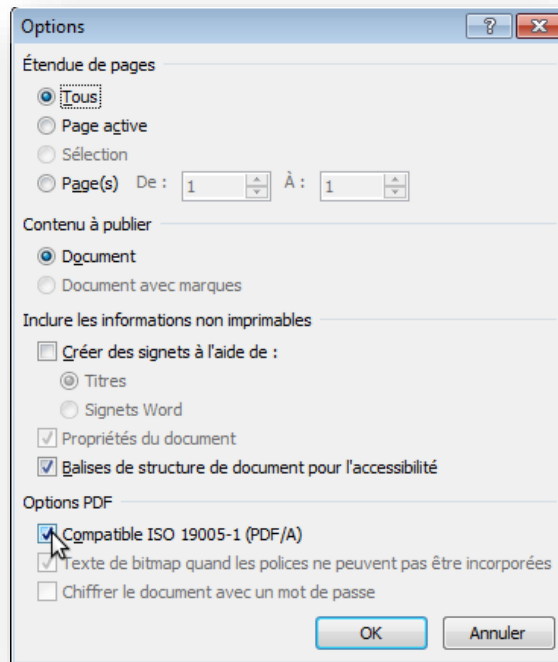 Options
Étendue de pages
Tous
Page active
Sélection
Page(s) De : 1 À : 1
Contenu à publier
Document
Document avec marques
Inclure les informations non imprimables
Créer des signets à l'aide de :
Titres
Signets Word
Propriétés du document
Balises de structure de document pour l'accessibilité
Options PDF
Compatible ISO 19005-1 (PDF/A)
Texte de bitmap quand les polices ne peuvent pas être incorporées
Chiffrer le document avec un mot de passe
OK Annuler